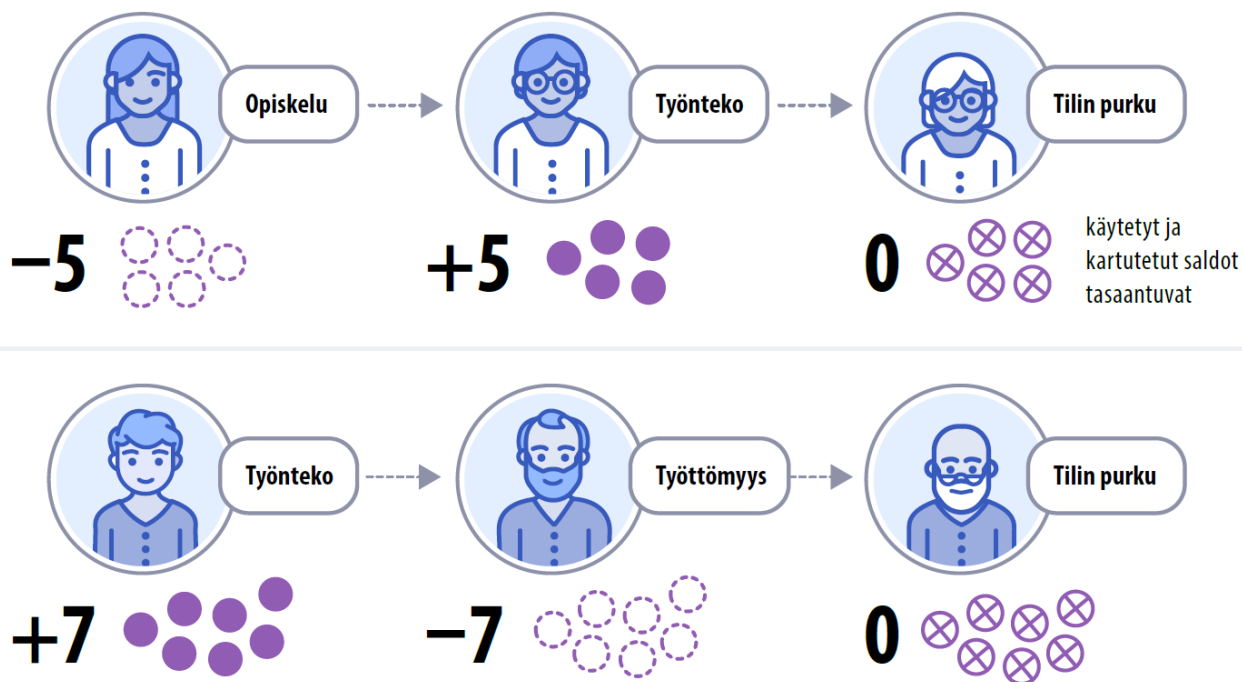 Opiskelu
Työnteko
Tilin purku
−5
+5
0
käytetyt ja
kartutetut saldot
tasaantuvat
Työnteko
Työttömyys
Tilin purku
+7
−7
0